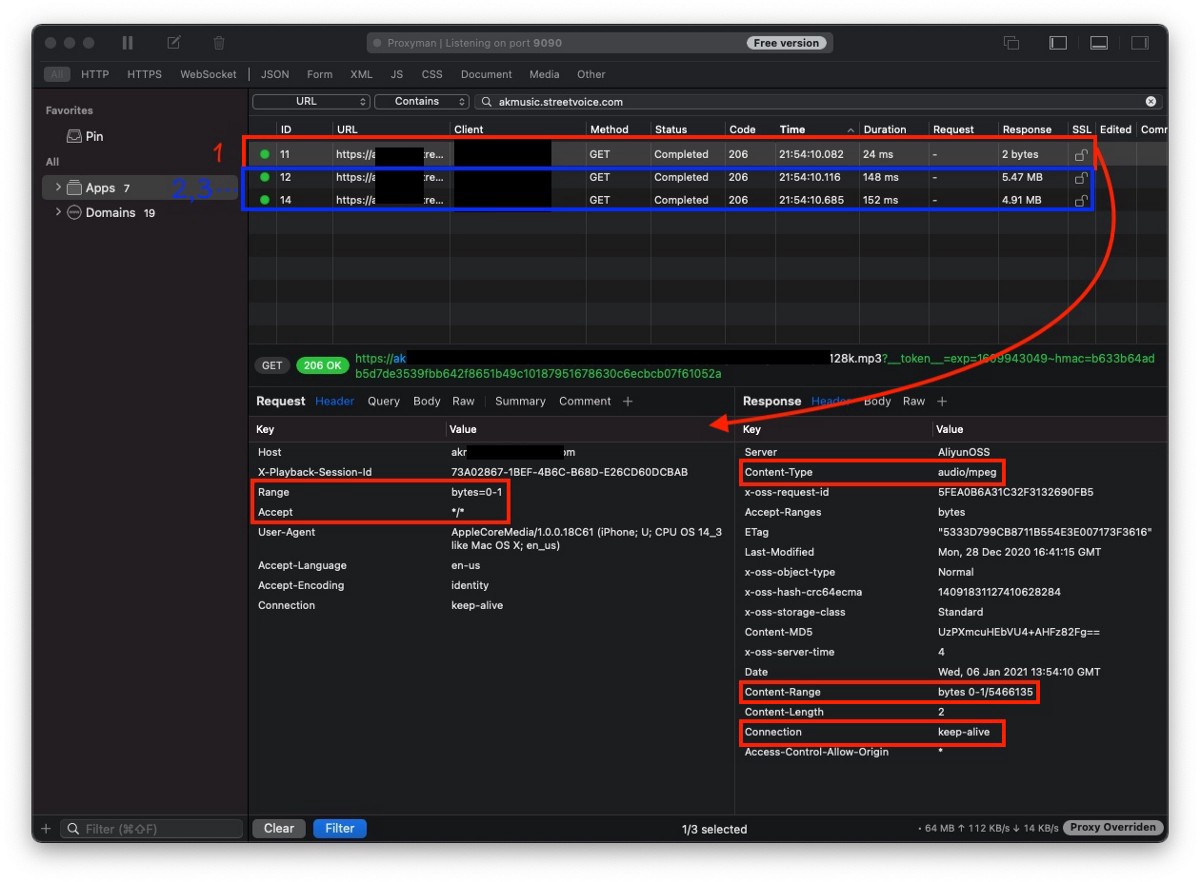 Proxyman | Listening on port 9090
Free version
All HTTP HTTPS WebSocket JSON Form XML JS CSS Document Media Other
Favorites
Pin
All
Apps 7
Domains 19
1
2,3...
URL Contains akmusic.streetvoice.com
ID URL Client Method Status Code Time Duration Request Response SSL Edited Comr
11 https://a :re... GET Completed 206 21:54:10.082 24 ms - 2 bytes
12 https://a :re... GET Completed 206 21:54:10.116 148 ms - 5.47 MB
14 https://a :re... GET Completed 206 21:54:10.685 152 ms - 4.91 MB
GET 206 OK https://ak 128k.mp3?__token__=exp=1609943049~hmac=b633b64ad
b5d7de3539fbb642f8651b49c10187951678630c6ecbcb07f61052a
Request Header Query Body Raw Summary Comment +
Key Value
Host akr om
X-Playback-Session-Id 73A02867-1BEF-4B6C-B68D-E26CD60DCBAB
Range bytes=0-1
Accept */*
User-Agent AppleCoreMedia/1.0.0.18C61 (iPhone; U; CPU OS 14_3
like Mac OS X; en_us)
Accept-Language en-us
Accept-Encoding identity
Connection keep-alive
Response Header Body Raw +
Key Value
Server AliyunOSS
Content-Type audio/mpeg
x-oss-request-id 5FEA0B6A31C32F3132690FB5
Accept-Ranges bytes
ETag "5333D799CB8711B554E3E007173F3616"
Last-Modified Mon, 28 Dec 2020 16:41:15 GMT
x-oss-object-type Normal
x-oss-hash-crc64ecma 14091831127410628284
x-oss-storage-class Standard
Content-MD5 UzPXmcuHEbVU4+AHFz82Fg==
x-oss-server-time 4
Date Wed, 06 Jan 2021 13:54:10 GMT
Content-Range bytes 0-1/5466135
Content-Length 2
Connection keep-alive
Access-Control-Allow-Origin *
+ Filter (⌘⇧F)
Clear Filter 1/3 selected • 64 MB ↑ 112 KB/s ↓ 14 KB/s Proxy Overriden